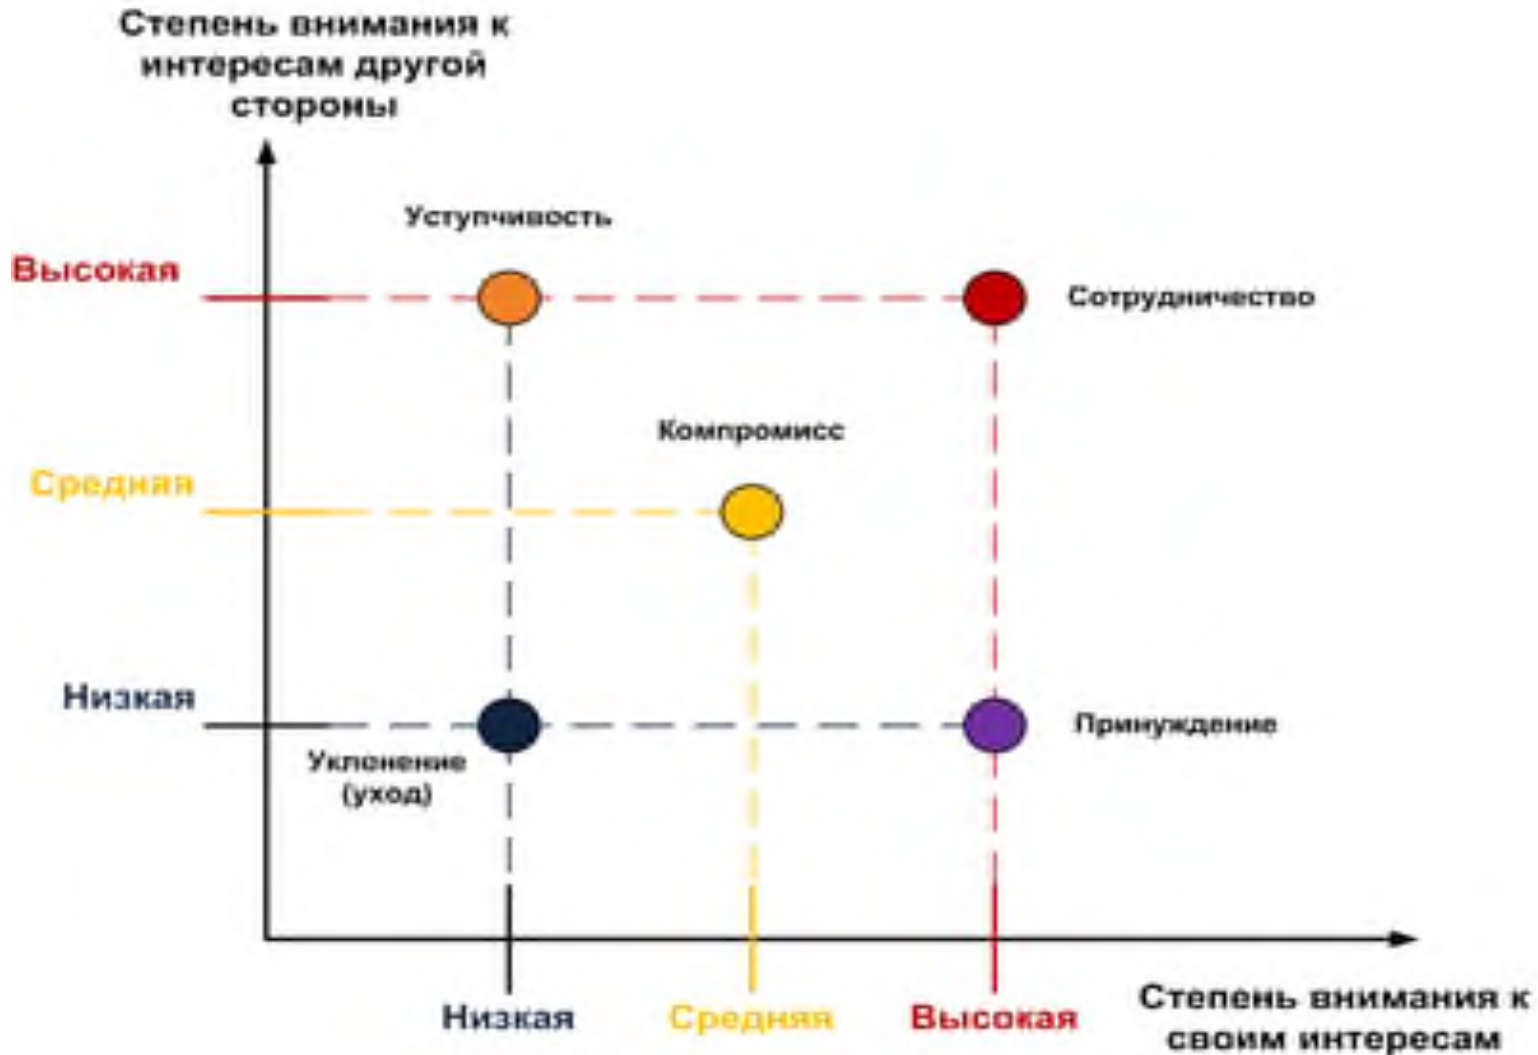 Степень внимания к
интересам другой
стороны
Уступчивость
Высокая
Сотрудничество
Компромисс
Средняя
Низкая
Принуждение
Уклонение
(уход)
Низкая
Средняя
Высокая
Степень внимания к
своим интересам